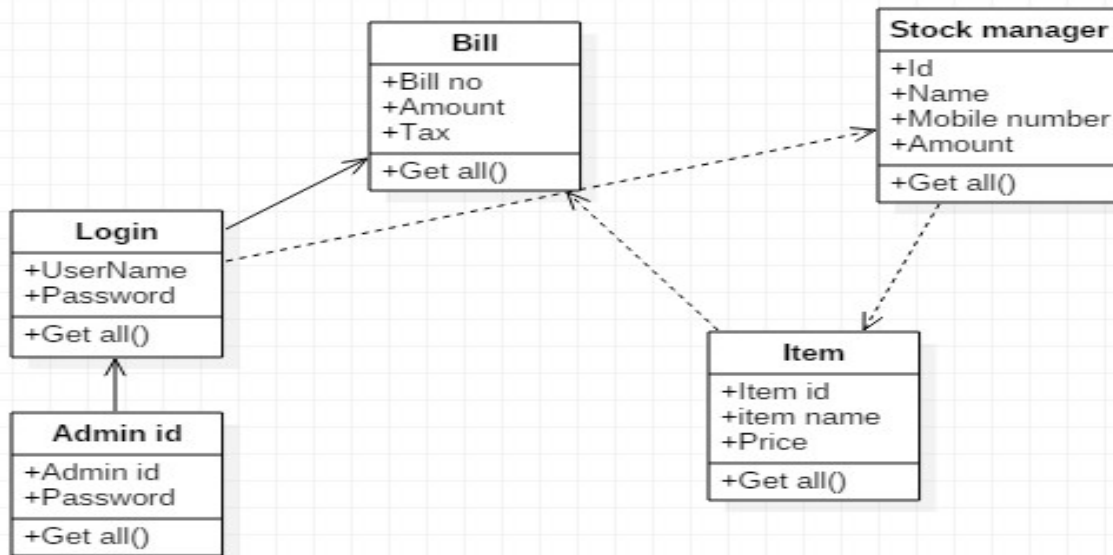 Bill
+Bill no
+Amount
+Tax
+Get all()
Stock manager
+Id
+Name
+Mobile number
+Amount
+Get all()
Login
+UserName
+Password
+Get all()
Item
+Item id
+item name
+Price
+Get all()
Admin id
+Admin id
+Password
+Get all()